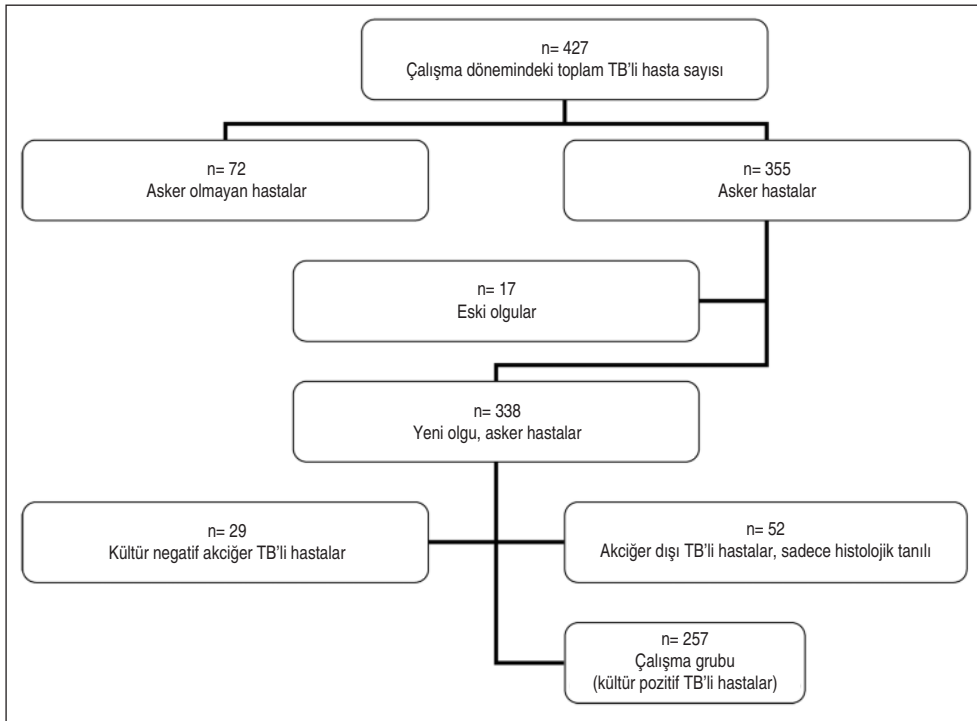 n= 427
Çalışma dönemindeki toplam TB'li hasta sayısı
n= 72
Asker olmayan hastalar
n= 355
Asker hastalar
n= 17
Eski olgular
n= 338
Yeni olgu, asker hastalar
n= 29
Kültür negatif akciğer TB'li hastalar
n= 52
Akciğer dışı TB'li hastalar, sadece histolojik tanılı
n= 257
Çalışma grubu
(kültür pozitif TB'li hastalar)